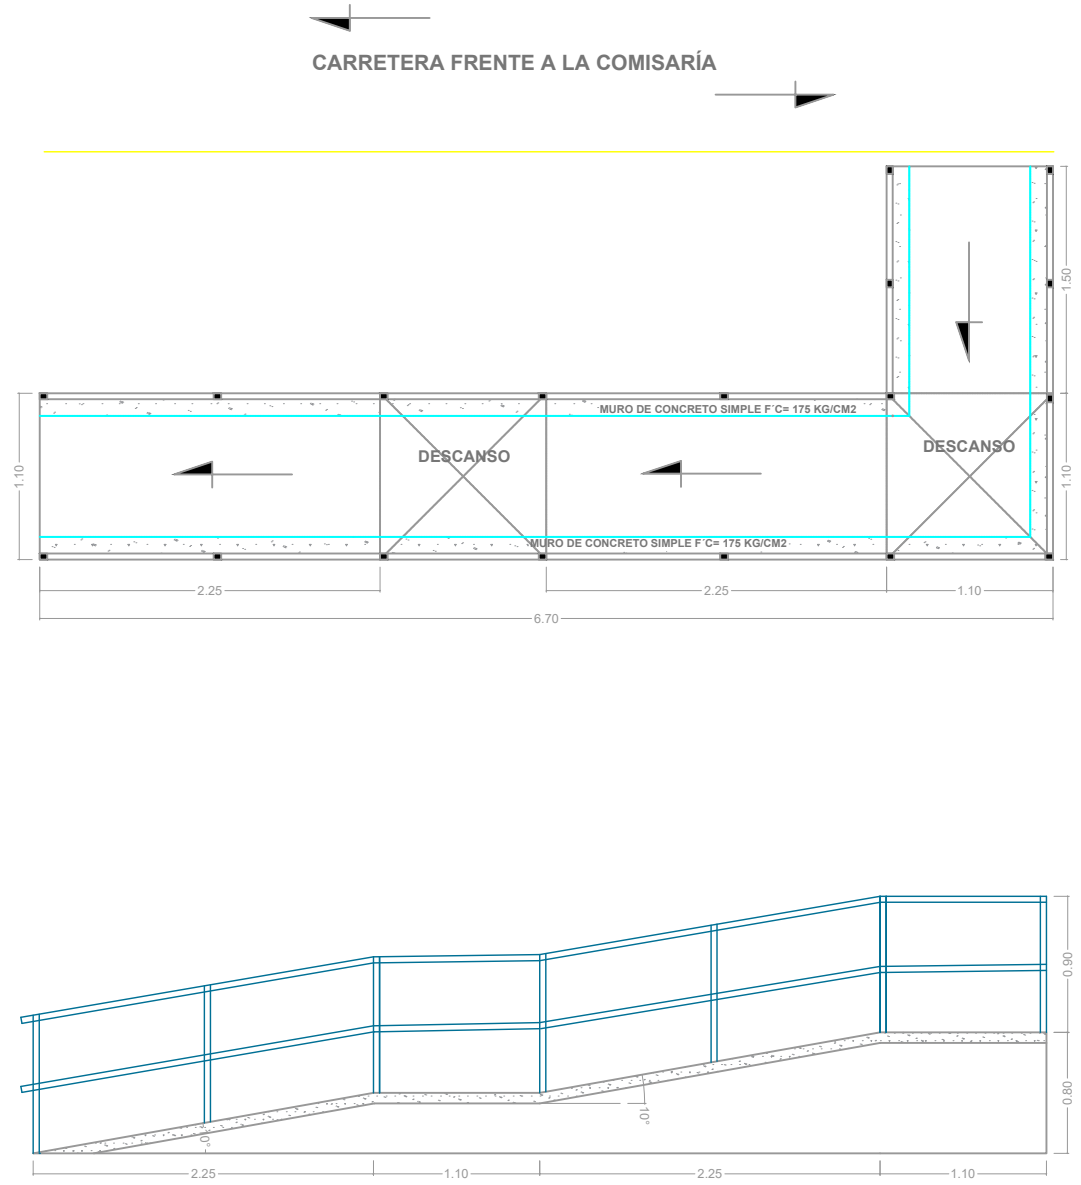 CARRETERA FRENTE A LA COMISARÍA
1.50
MURO DE CONCRETO SIMPLE F´C= 175 KG/CM2
DESCANSO
DESCANSO
1.10
1.10
MURO DE CONCRETO SIMPLE F´C= 175 KG/CM2
2.25
2.25
1.10
6.70
0.90
0.80
10°
2.25
1.10
2.25
1.10